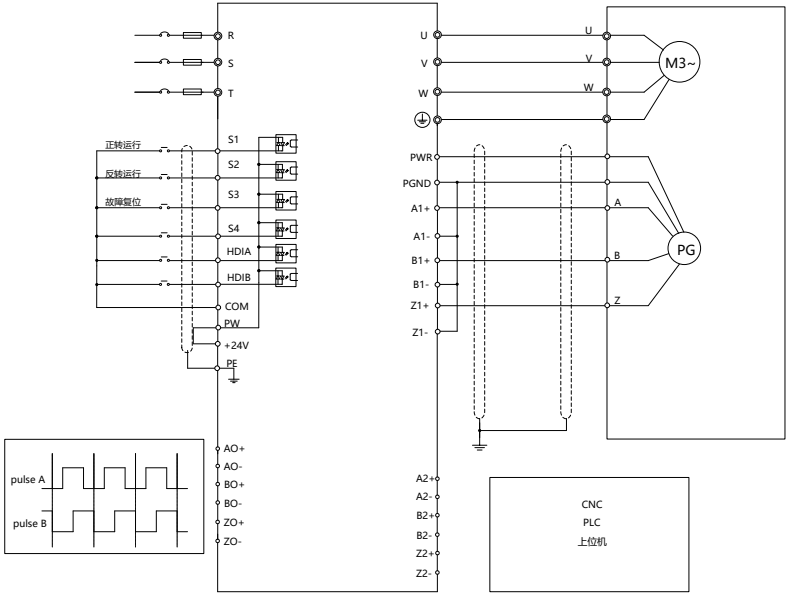 R
S
T
U
V
W
U
V
W
M3~
正转运行
反转运行
故障复位
S1
S2
S3
S4
HDIA
HDIB
COM
PW
+24V
PE
PWR
PGND
A1+
A1-
B1+
B1-
Z1+
Z1-
A
B
Z
PG
pulse A
pulse B
AO+
AO-
BO+
BO-
ZO+
ZO-
A2+
A2-
B2+
B2-
Z2+
Z2-
CNC
PLC
上位机